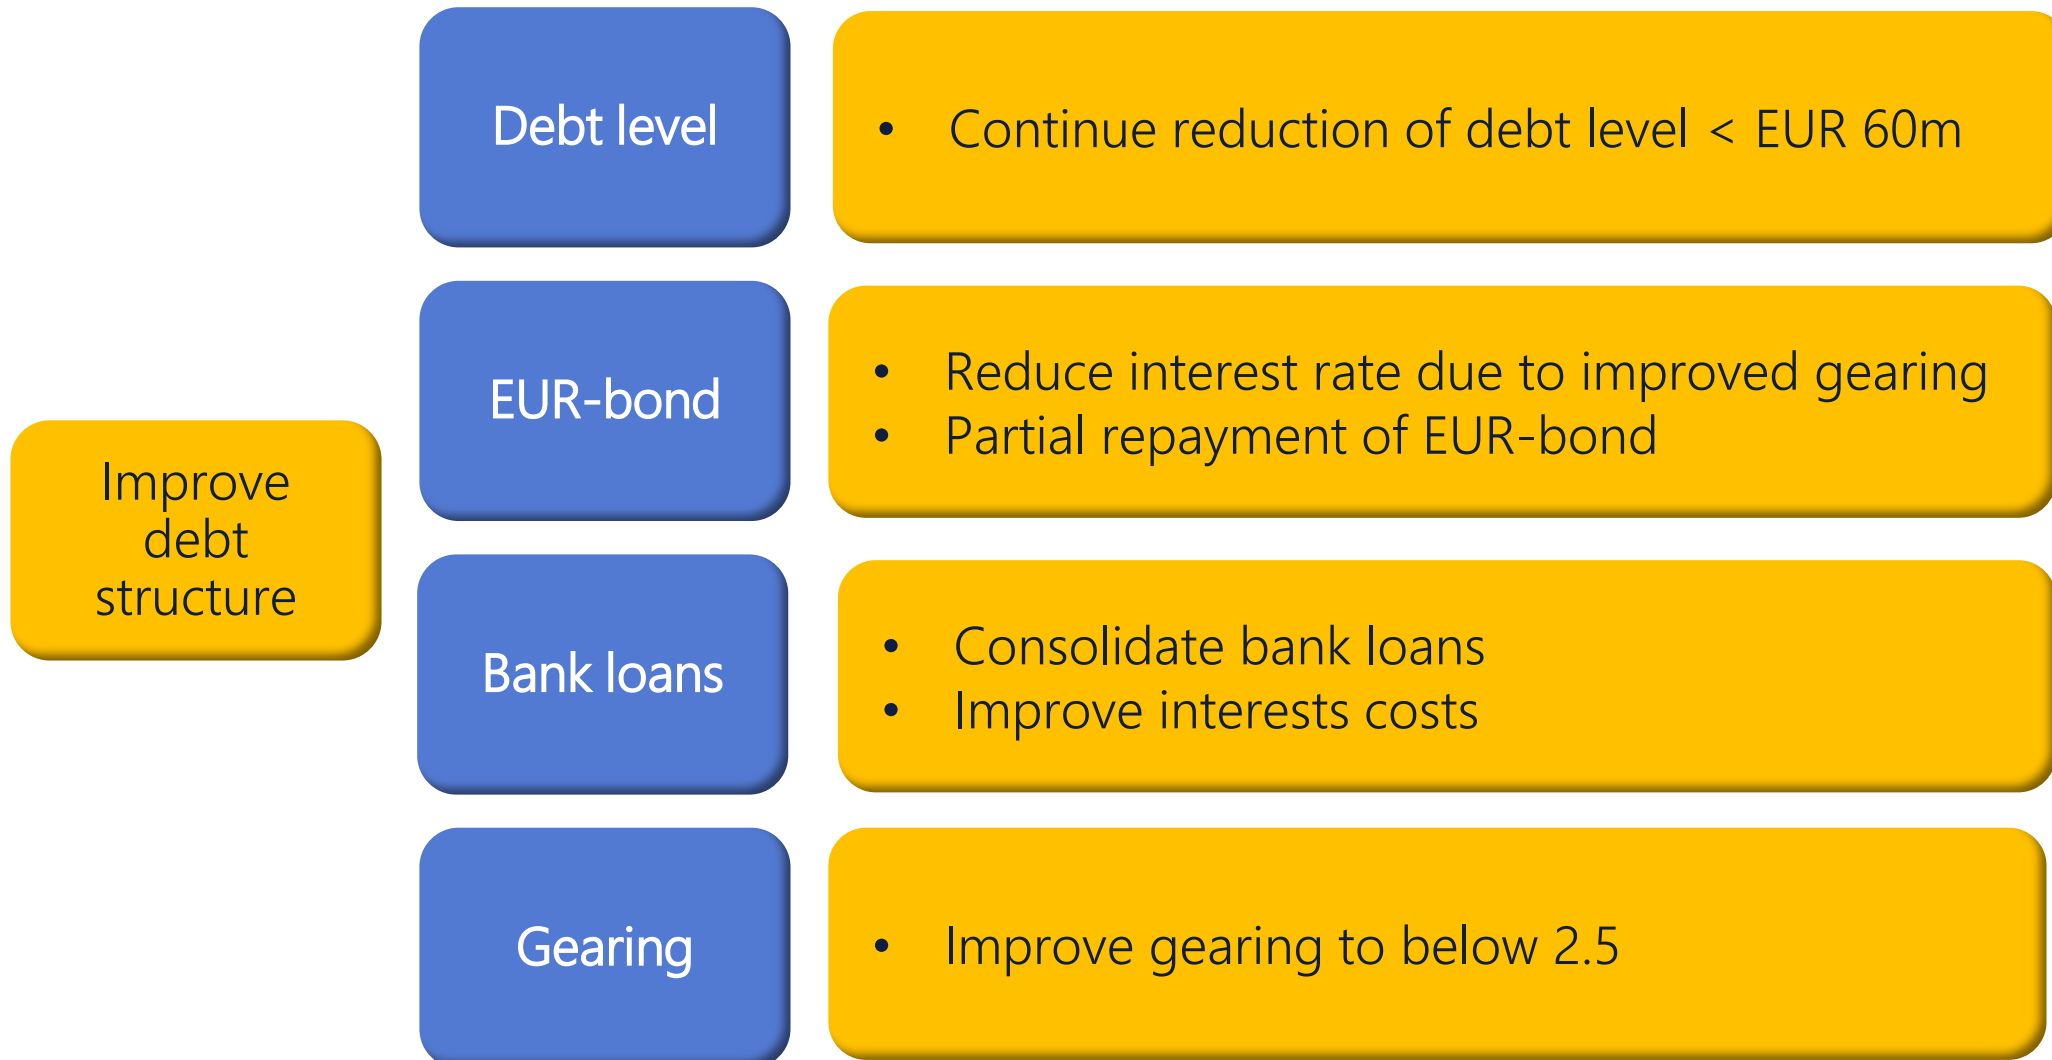 Debt level
• Continue reduction of debt level < EUR 60m
EUR-bond
• Reduce interest rate due to improved gearing
• Partial repayment of EUR-bond
Improve
debt
structure
Bank loans
• Consolidate bank loans
• Improve interests costs
Gearing
• Improve gearing to below 2.5